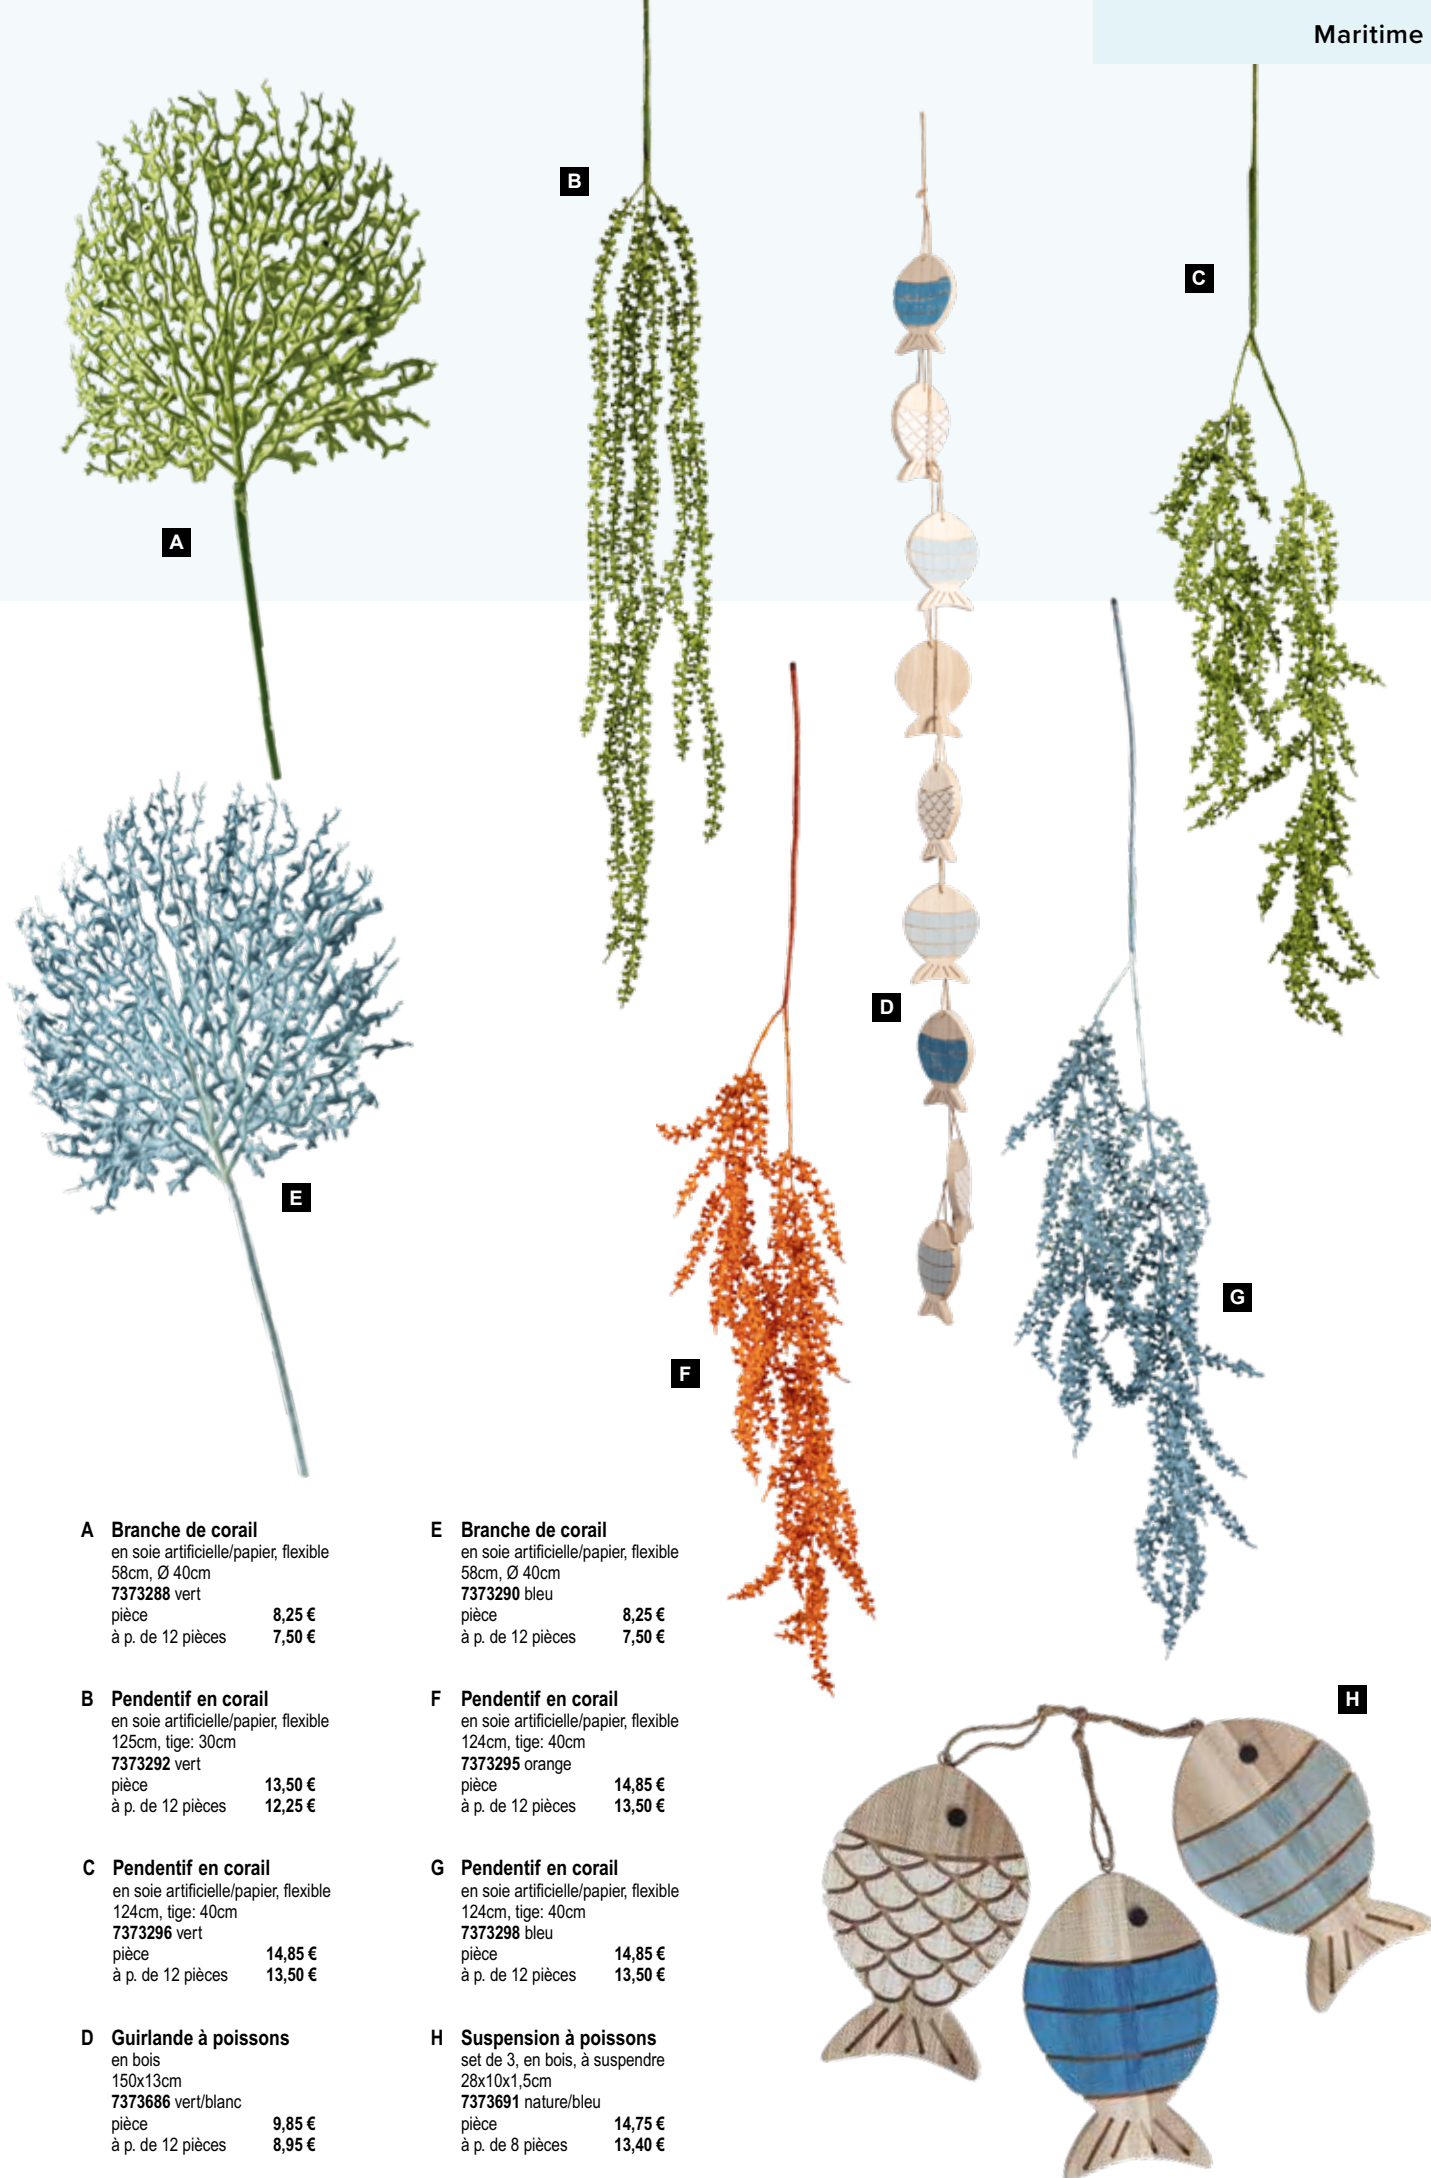 Maritime
B
C
A
D
E
G
F
H
A Branche de corail
en soie artificielle/papier, flexible
58cm, Ø 40cm
7373288 vert
pièce 8,25 €
à p. de 12 pièces 7,50 €
B Pendentif en corail
en soie artificielle/papier, flexible
125cm, tige: 30cm
7373292 vert
pièce 13,50 €
à p. de 12 pièces 12,25 €
C Pendentif en corail
en soie artificielle/papier, flexible
124cm, tige: 40cm
7373296 vert
pièce 14,85 €
à p. de 12 pièces 13,50 €
D Guirlande à poissons
en bois
150x13cm
7373686 vert/blanc
pièce 9,85 €
à p. de 12 pièces 8,95 €
E Branche de corail
en soie artificielle/papier, flexible
58cm, Ø 40cm
7373290 bleu
pièce 8,25 €
à p. de 12 pièces 7,50 €
F Pendentif en corail
en soie artificielle/papier, flexible
124cm, tige: 40cm
7373295 orange
pièce 14,85 €
à p. de 12 pièces 13,50 €
G Pendentif en corail
en soie artificielle/papier, flexible
124cm, tige: 40cm
7373298 bleu
pièce 14,85 €
à p. de 12 pièces 13,50 €
H Suspension à poissons
set de 3, en bois, à suspendre
28x10x1,5cm
7373691 nature/bleu
pièce 14,75 €
à p. de 8 pièces 13,40 €